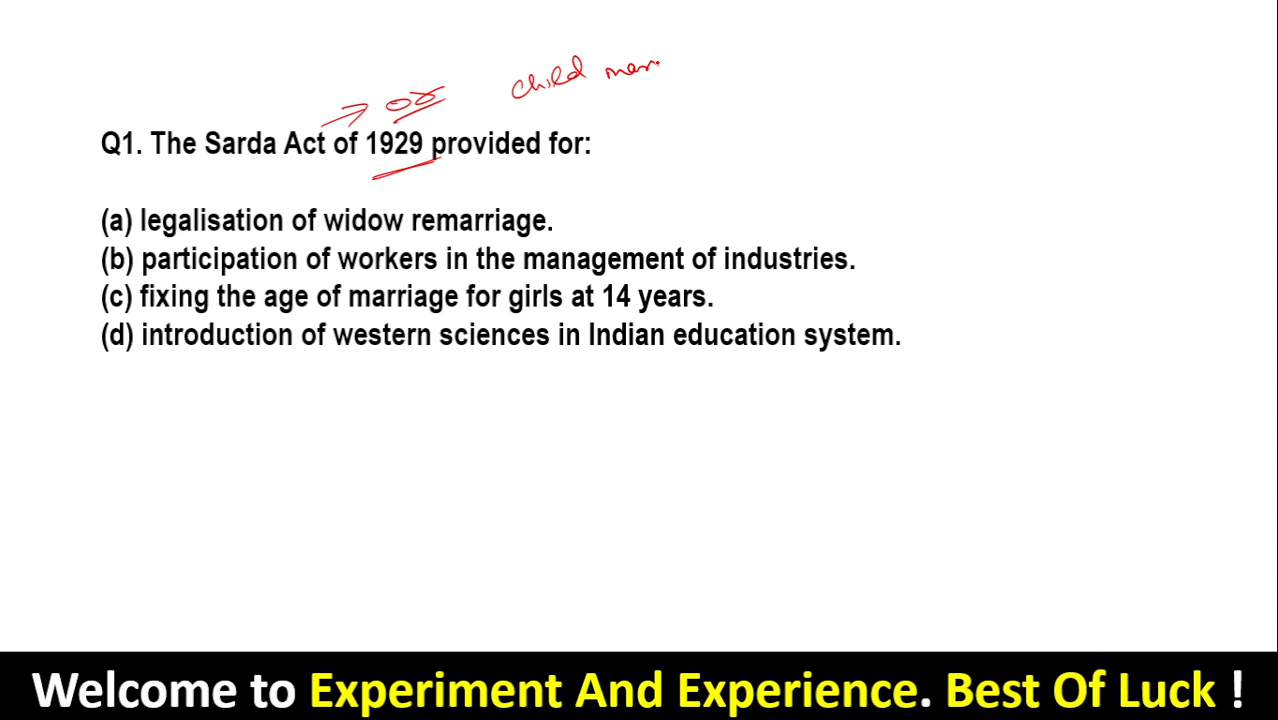 or child mar
Q1. The Sarda Act of 1929 provided for:
(a) legalisation of widow remarriage.
(b) participation of workers in the management of industries.
(c) fixing the age of marriage for girls at 14 years.
(d) introduction of western sciences in Indian education system.
Welcome to Experiment And Experience. Best Of Luck !